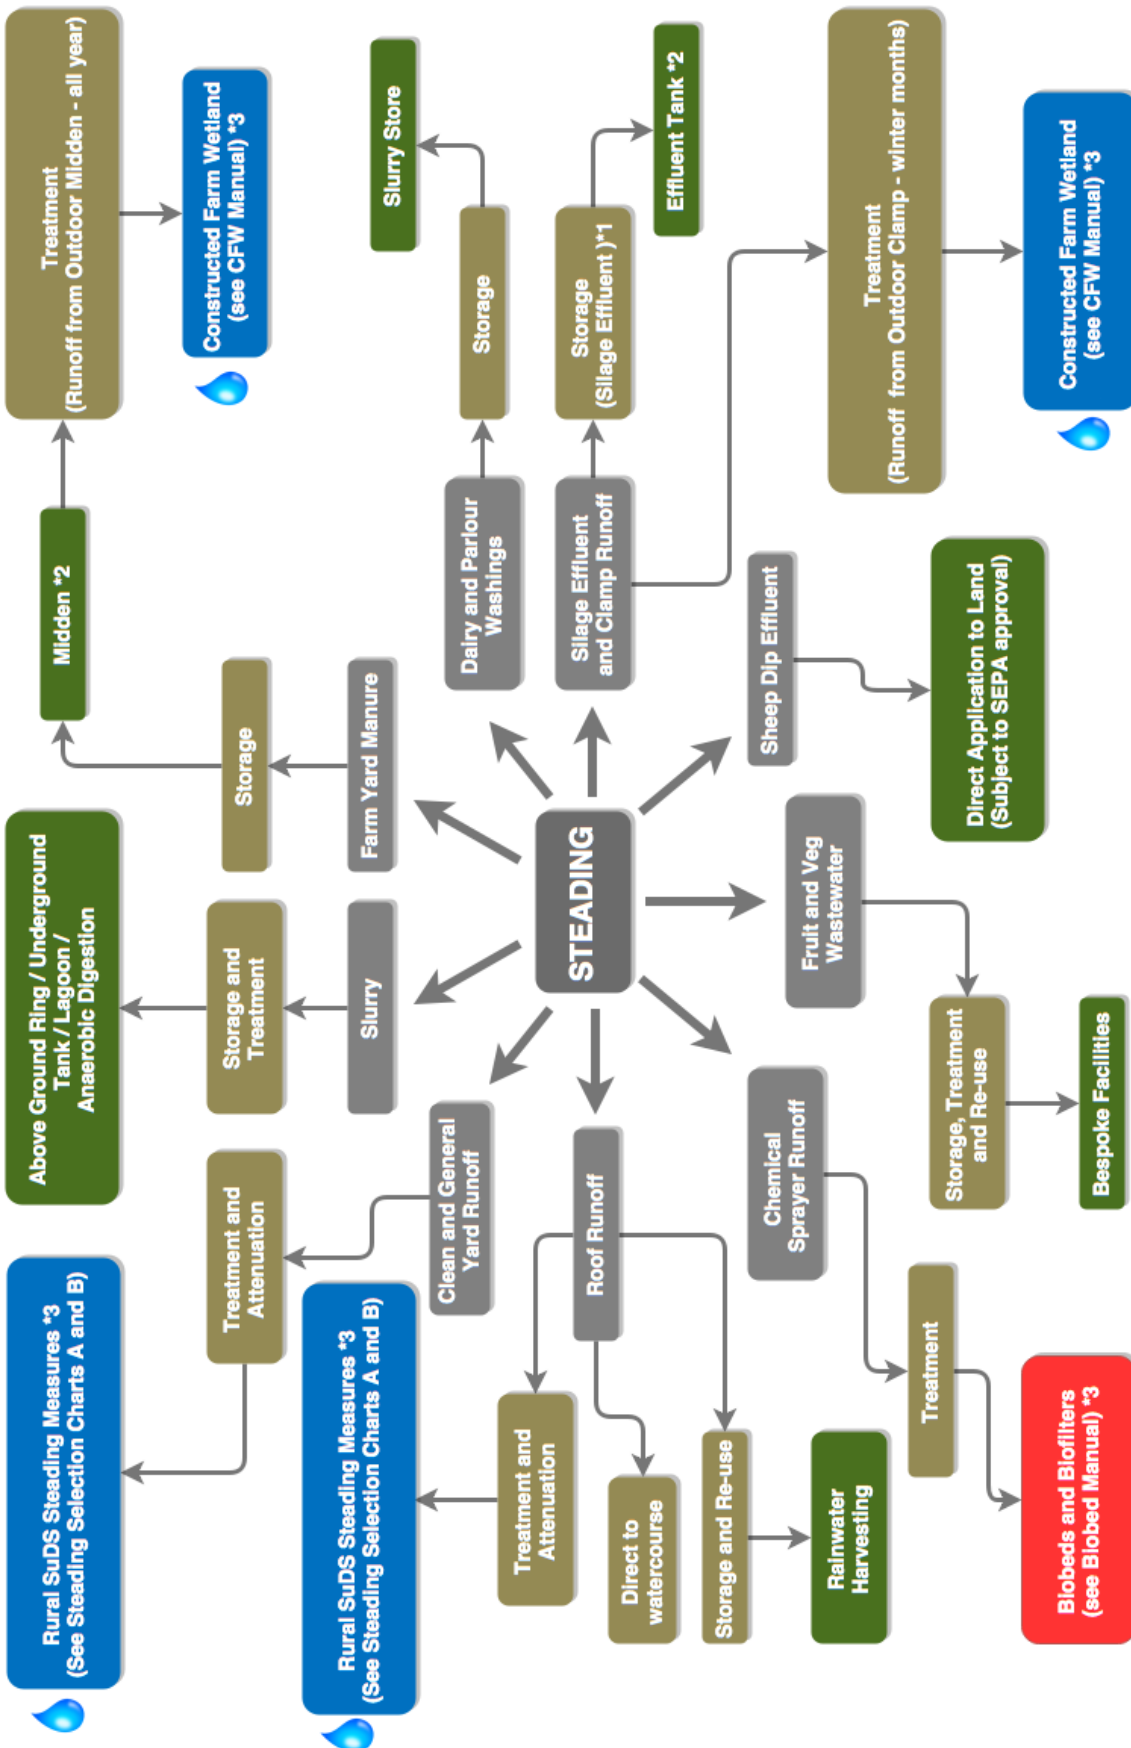 Rural SuDS Steading Measures *3
(See Steading Selection Charts A and B)
Above Ground Ring / Underground
Tank / Lagoon /
Anaerobic Digestion
Midden *2
Treatment
(Runoff from Outdoor Midden - all year)
Treatment and
Attenuation
Storage and
Treatment
Storage
Constructed Farm Wetland
(see CFW Manual) *3
Rural SuDS Steading Measures *3
(See Steading Selection Charts A and B)
Slurry
Farm Yard Manure
Slurry Store
Clean and General
Yard Runoff
Dairy and Parlour
Washings
Storage
Treatment and
Attenuation
Roof Runoff
STEADING
Silage Effluent
and Clamp Runoff
Storage
(Silage Effluent )*1
Effluent Tank *2
Direct to
watercourse
Storage and Re-use
Chemical
Sprayer Runoff
Fruit and Veg
Wastewater
Sheep Dip Effluent
Treatment
(Runoff from Outdoor Clamp - winter months)
Rainwater
Harvesting
Treatment
Storage, Treatment
and Re-use
Direct Application to Land
(Subject to SEPA approval)
Biobeds and Biofilters
(see Biobed Manual) *3
Bespoke Facilities
Constructed Farm Wetland
(see CFW Manual) *3